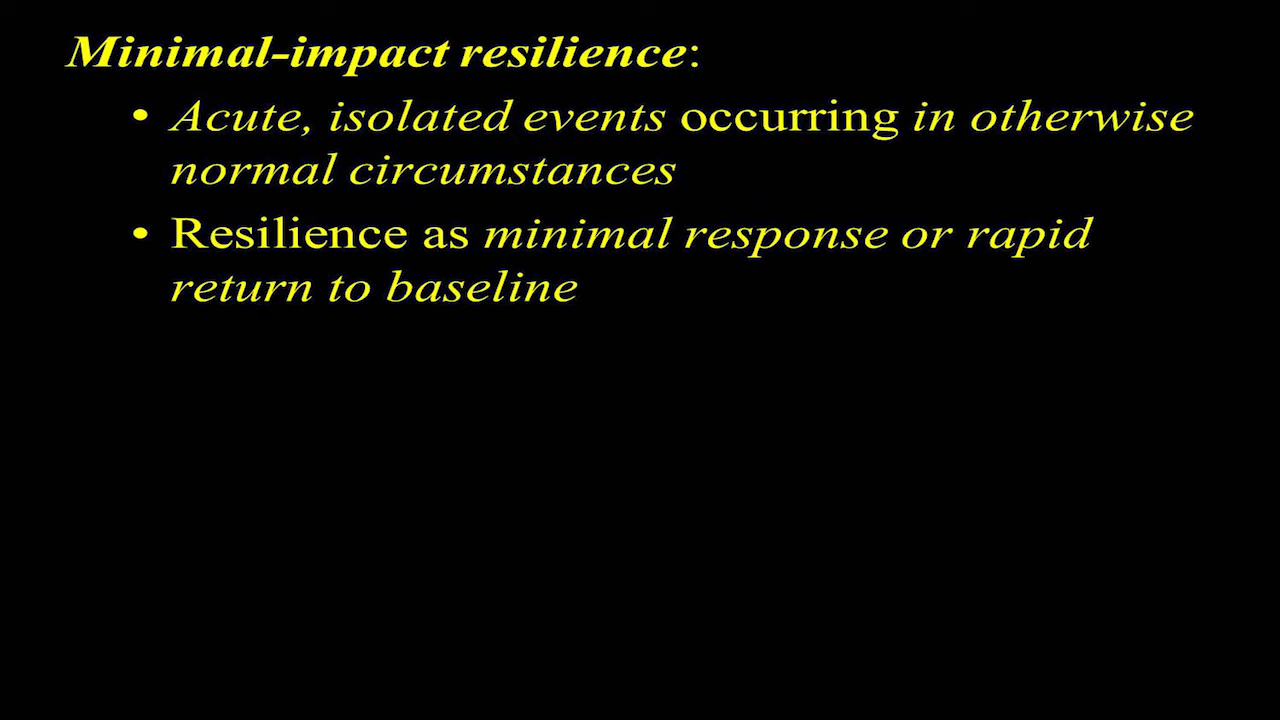 Minimal-impact resilience:
• Acute, isolated events occurring in otherwise
normal circumstances
• Resilience as minimal response or rapid
return to baseline